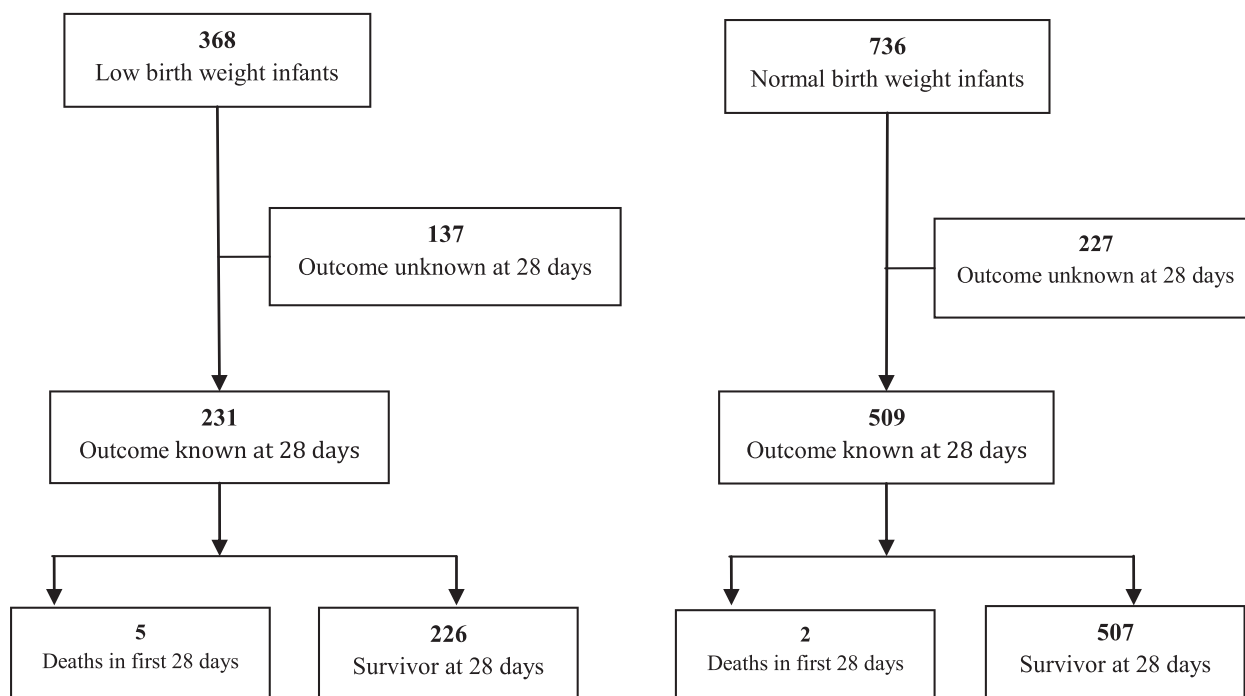 368
Low birth weight infants
736
Normal birth weight infants
137
Outcome unknown at 28 days
227
Outcome unknown at 28 days
231
Outcome known at 28 days
509
Outcome known at 28 days
5
Deaths in first 28 days
226
Survivor at 28 days
2
Deaths in first 28 days
507
Survivor at 28 days